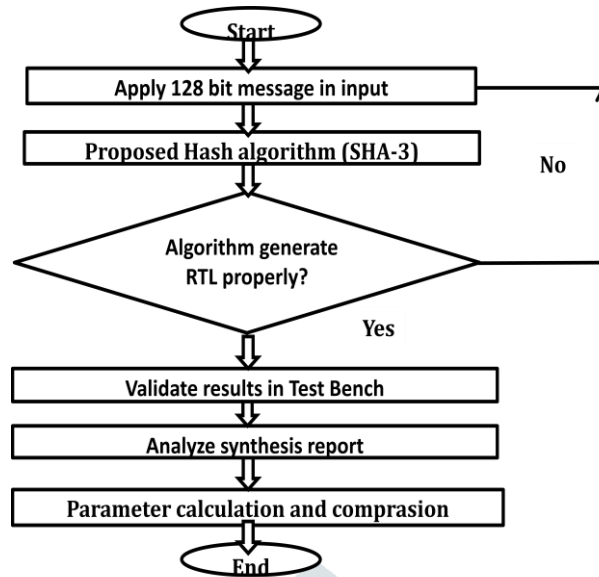 Start
Apply 128 bit message in input
Proposed Hash algorithm (SHA-3)
No
Algorithm generate
RTL properly?
Yes
Validate results in Test Bench
Analyze synthesis report
Parameter calculation and comprasion
End